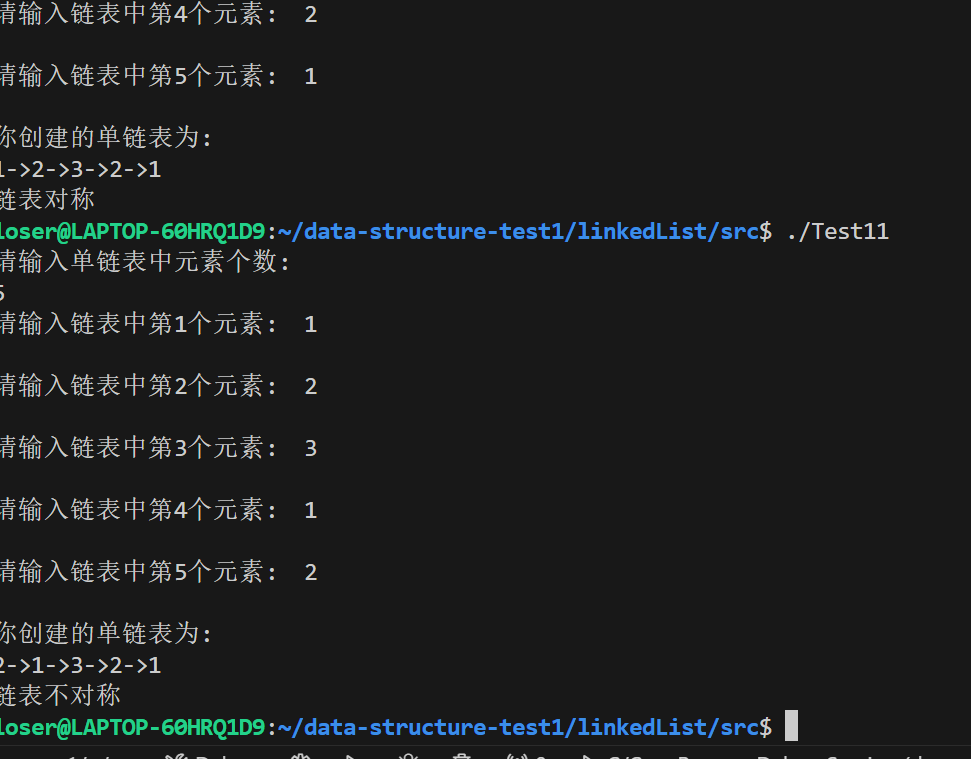 请输入链表中第4个元素: 2
请输入链表中第5个元素: 1
你创建的单链表为:
1->2->3->2->1
链表对称
loser@LAPTOP-60HRQ1D9:~/data-structure-test1/linkedList/src$ ./Test11
请输入单链表中元素个数:
5
请输入链表中第1个元素: 1
请输入链表中第2个元素: 2
请输入链表中第3个元素: 3
请输入链表中第4个元素: 1
请输入链表中第5个元素: 2
你创建的单链表为:
2->1->3->2->1
链表不对称
loser@LAPTOP-60HRQ1D9:~/data-structure-test1/linkedList/src$